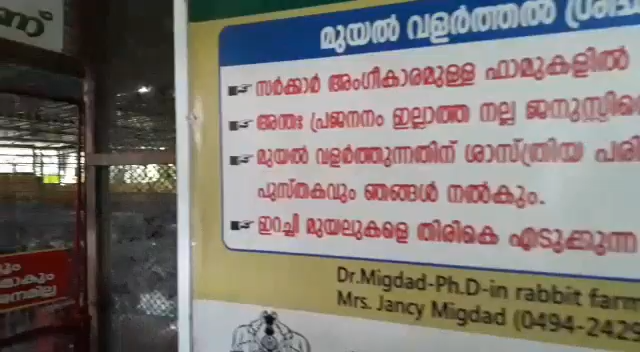 മുയൽ വളർത്തൽ
സർക്കാർ അംഗീകാരമുള്ള ഫാമുകളിൽ
അന്തഃ പ്രജനനം ഇല്ലാത്ത നല്ല
മുയൽ വളർത്തുന്നതിന് ശാസ്ത്രീയ
പുസ്തകവും ഞങ്ങൾ നൽകും.
ഇറച്ചി മുയലുകളെ തിരികെ എടുക്കുന്ന
Dr.Migdad-Ph.D-in rabbit farm
Mrs. Jancy Migdad (0494-2429